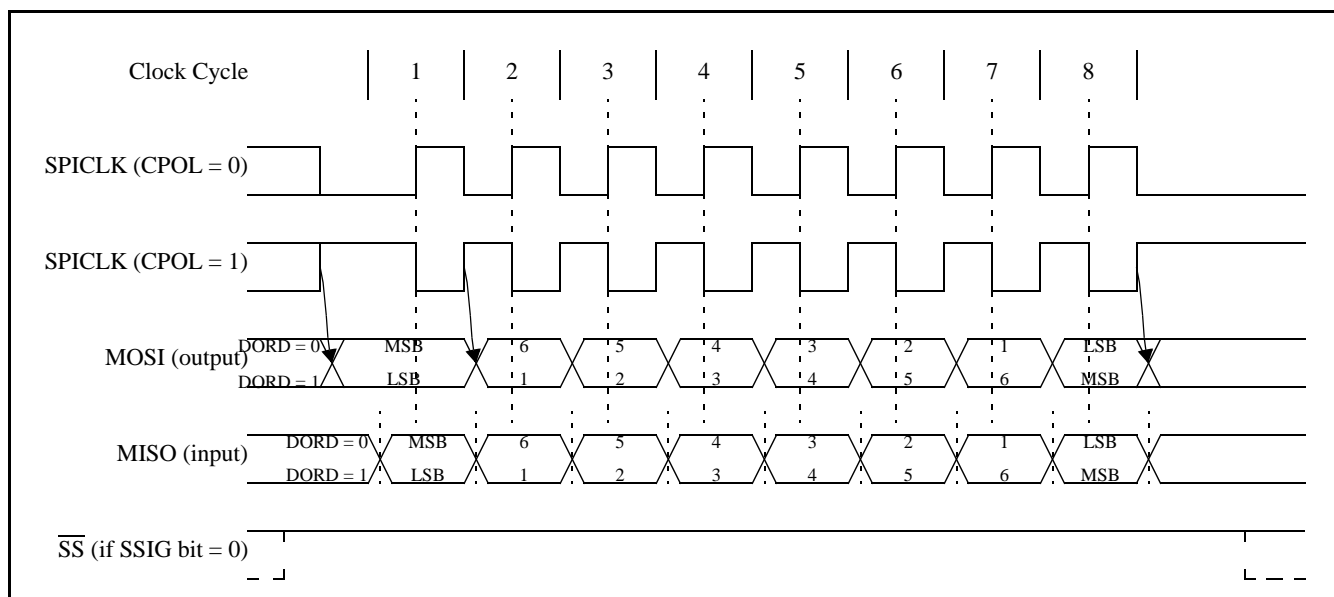 Clock Cycle 1 2 3 4 5 6 7 8
SPICLK (CPOL = 0)
SPICLK (CPOL = 1)
MOSI (output)
DORD = 0 MSB 6 5 4 3 2 1 LSB
DORD = 1 LSB 1 2 3 4 5 6 MSB
MISO (input)
DORD = 0 MSB 6 5 4 3 2 1 LSB
DORD = 1 LSB 1 2 3 4 5 6 MSB
S̅S̅ (if SSIG bit = 0)